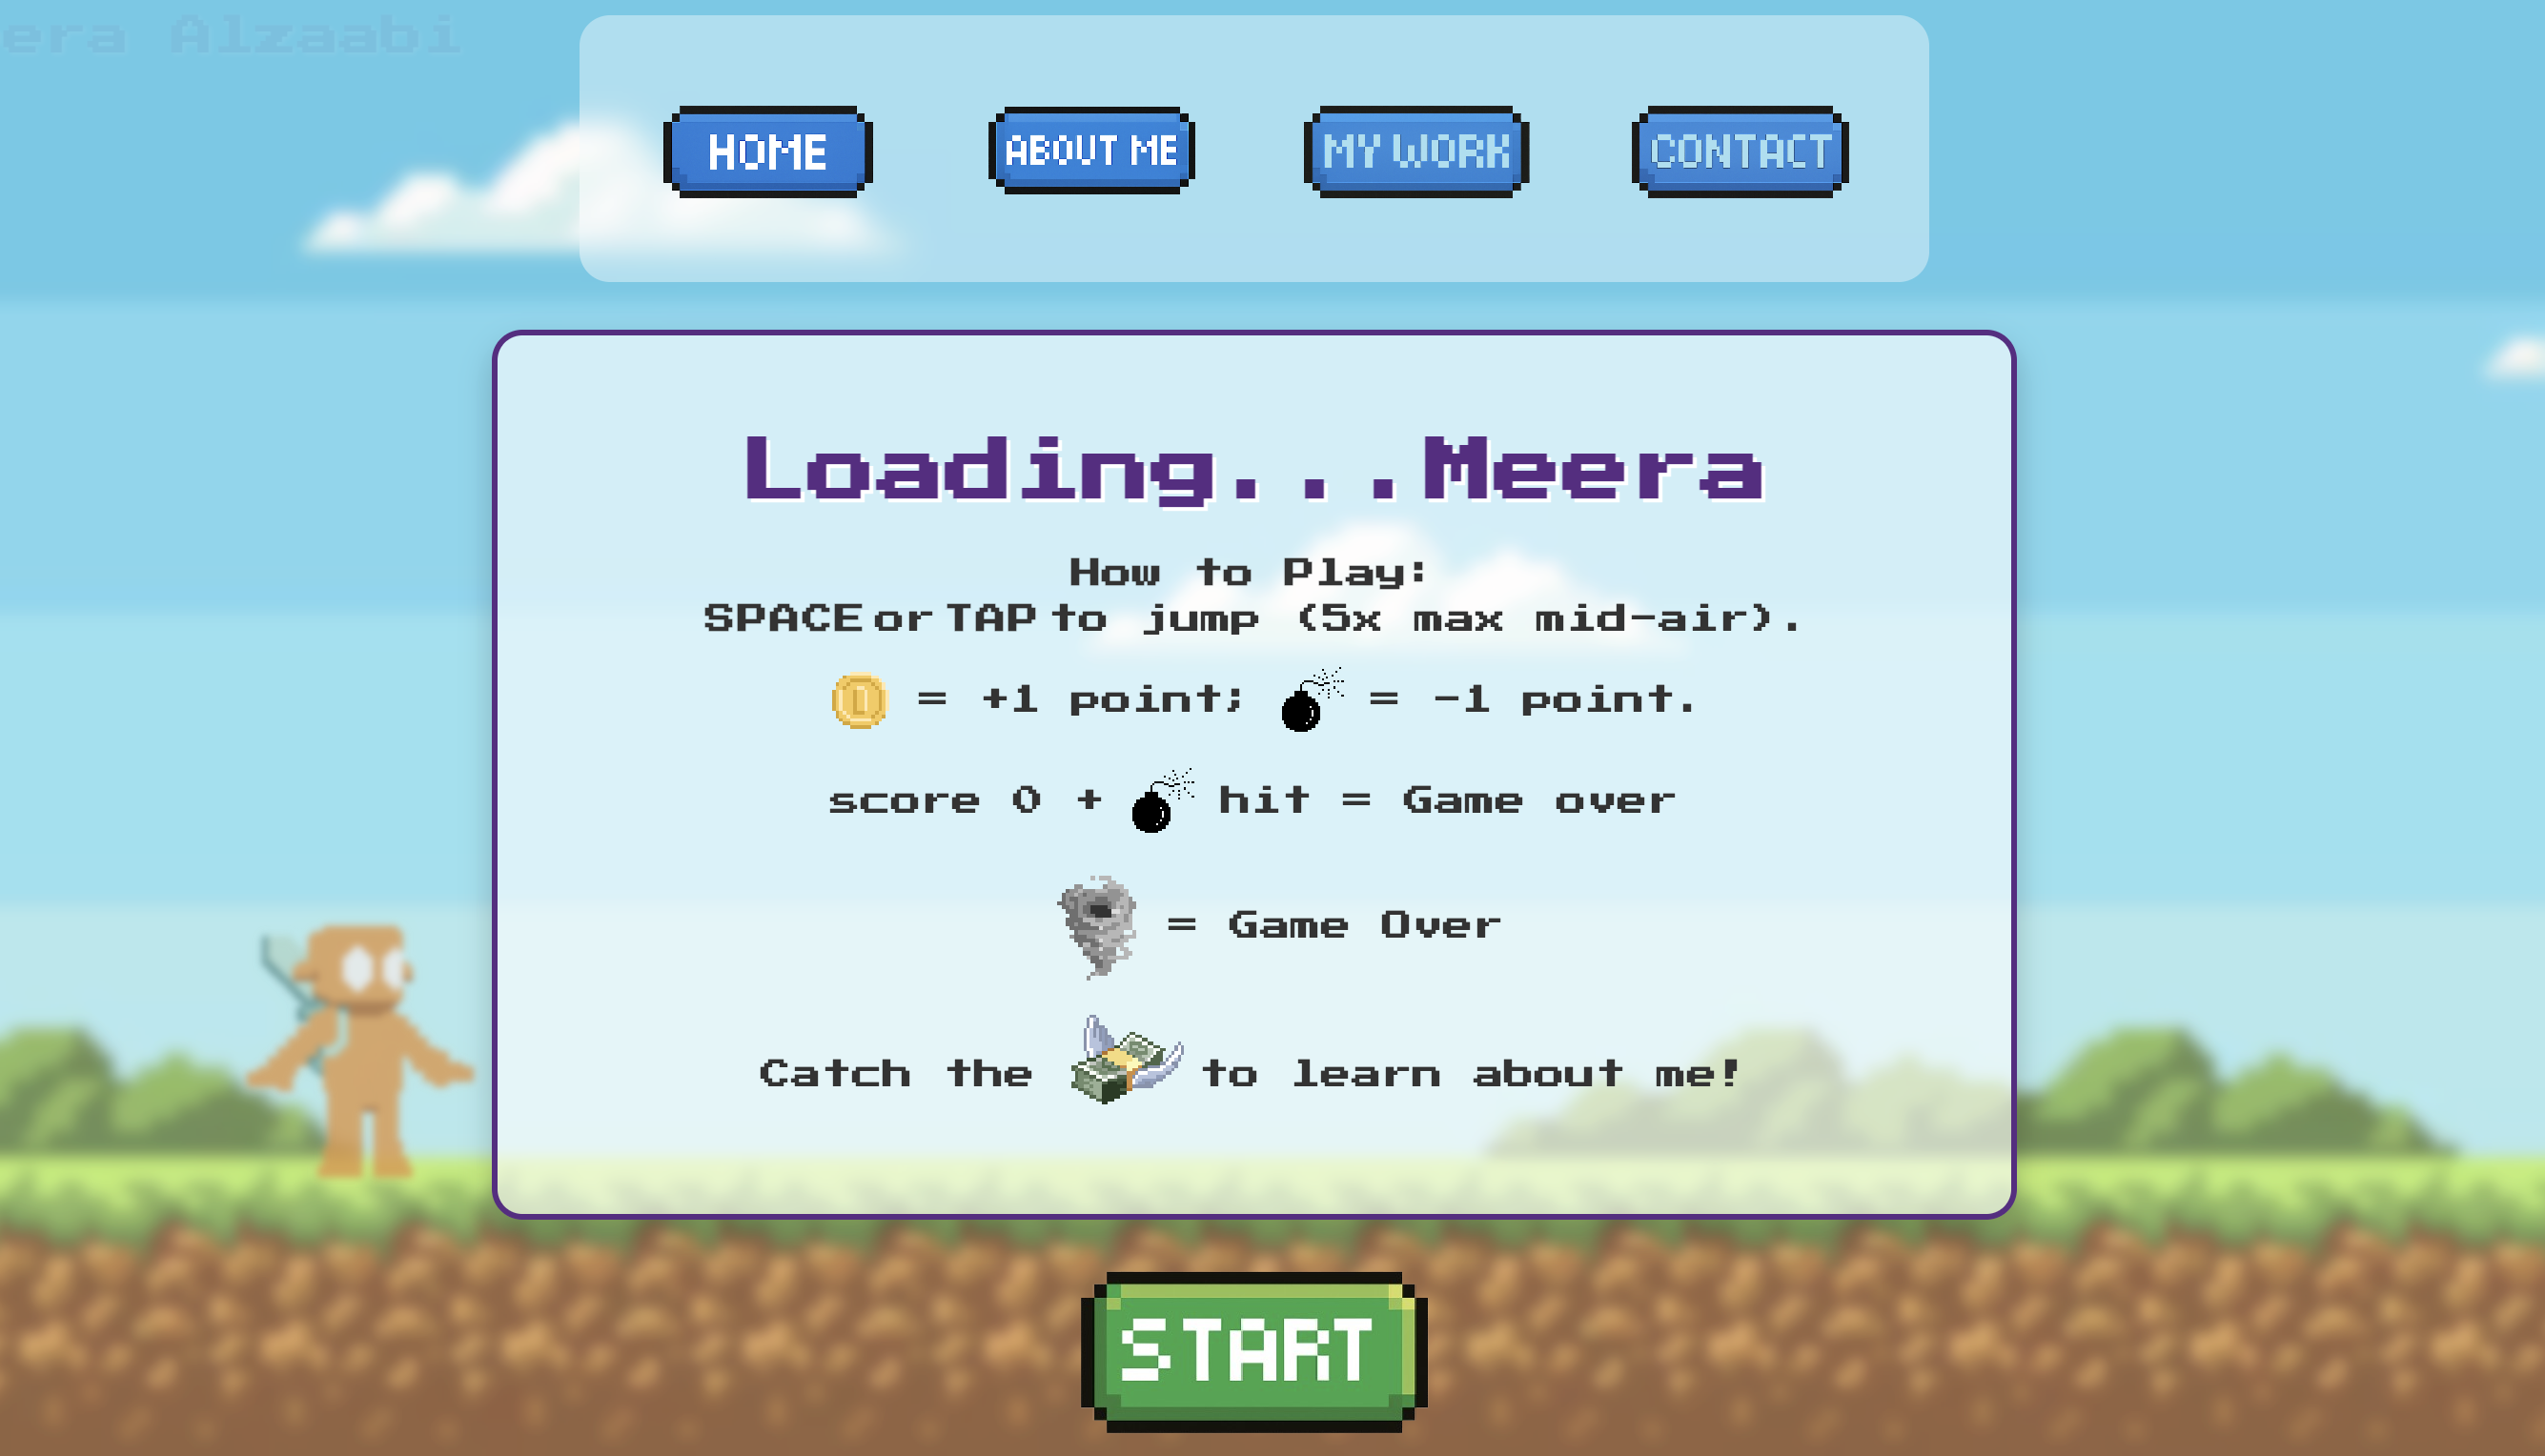 era Alzaabi
HOME
ABOUT ME
MY WORK
CONTACT
Loading...Meera
How to Play:
SPACE or TAP to jump (5x max mid-air).
= +1 point; = -1 point.
score 0 + hit = Game over
= Game Over
Catch the to learn about me!
START